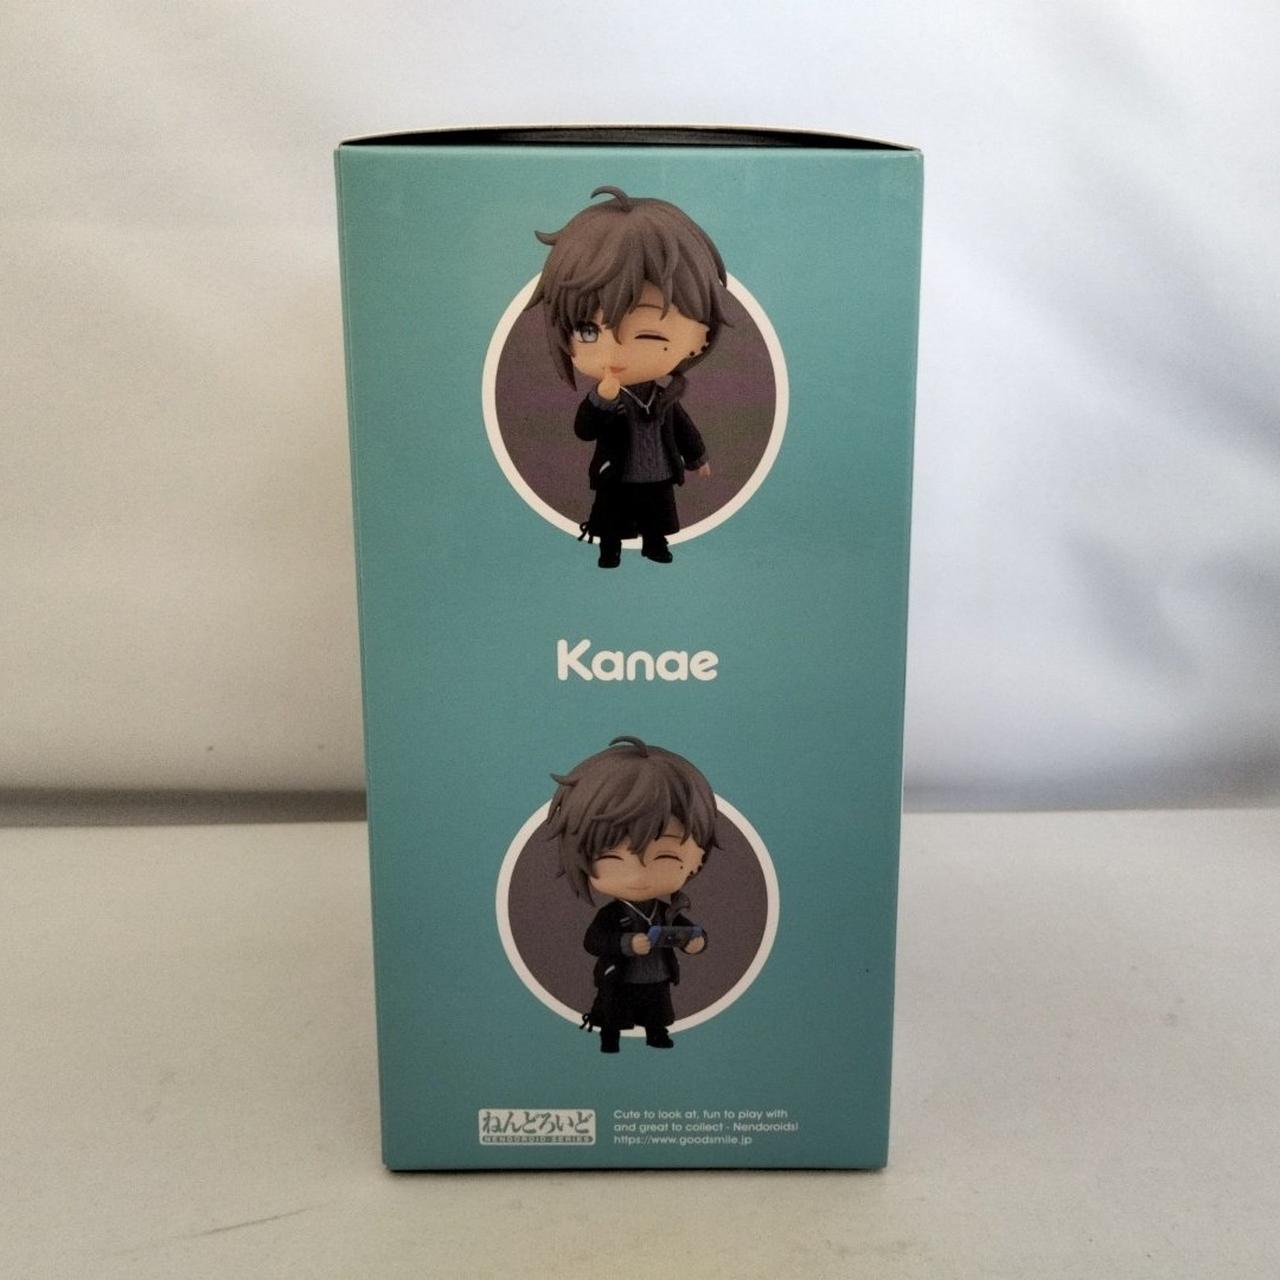 Kanae
ねんどろいど
NENDOROID SERIES
Cute to look at, fun to play with
and great to collect - Nendoroids!
https://www.goodsmile.jp